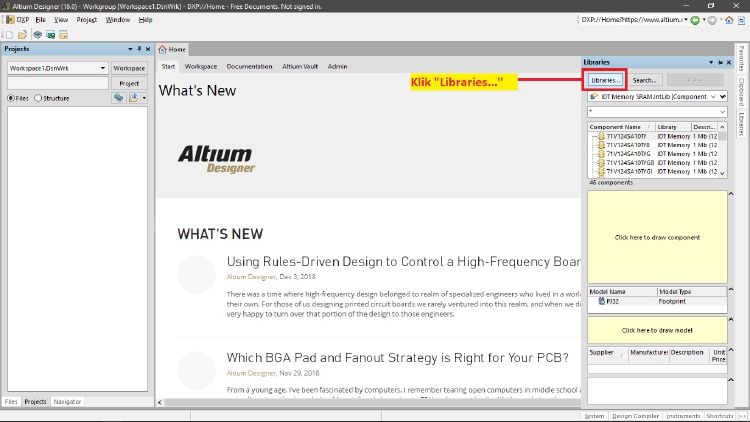 Altium Designer (16.0) - Workgroup [Workspace1.DsnWrk] - DXP://Home - Free Documents. Not signed in.
DXP File View Project Window Help
DXP://Home?https://www.altium.c
Projects
Workspace1.DsnWrk
Workspace
Project
Files Structure
Files Projects Navigator
Home
Start Workspace Documentation Altium Vault Admin
What's New
Klik "Libraries..."
Altium
Designer
WHAT'S NEW
Using Rules-Driven Design to Control a High-Frequency Boar
Altium Designer, Dec 3, 2018
There was a time where high-frequency design belonged to realm of specialized engineers who lived in a worl
their own. For those of us designing printed circuit boards we rarely ventured into this realm, and when we di
very happy to turn over that portion of the design to those engineers.
Which BGA Pad and Fanout Strategy is Right for Your PCB?
Altium Designer, Nov 29, 2018
From a young age, I've been fascinated by computers. I remember tearing open computers in middle school a
Libraries
Libraries... Search... Place
IDT Memory SRAM.IntLib [Component
*
Component Name / Library Descri...
71V124SA10TY IDT Memory 1 Mb (12
71V124SA10TY8 IDT Memory 1 Mb (12
71V124SA10TYG IDT Memory 1 Mb (12
71V124SA10TYG8 IDT Memory 1 Mb (12
71V124SA10TYGI IDT Memory 1 Mb (12
46 components
Click here to draw component
Model Name Model Type
PJ32 Footprint
Click here to draw model
Supplier / Manufacturer Description Unit
Price
Favorites
Clipboard
Libraries
System Design Compiler Instruments Shortcuts >>